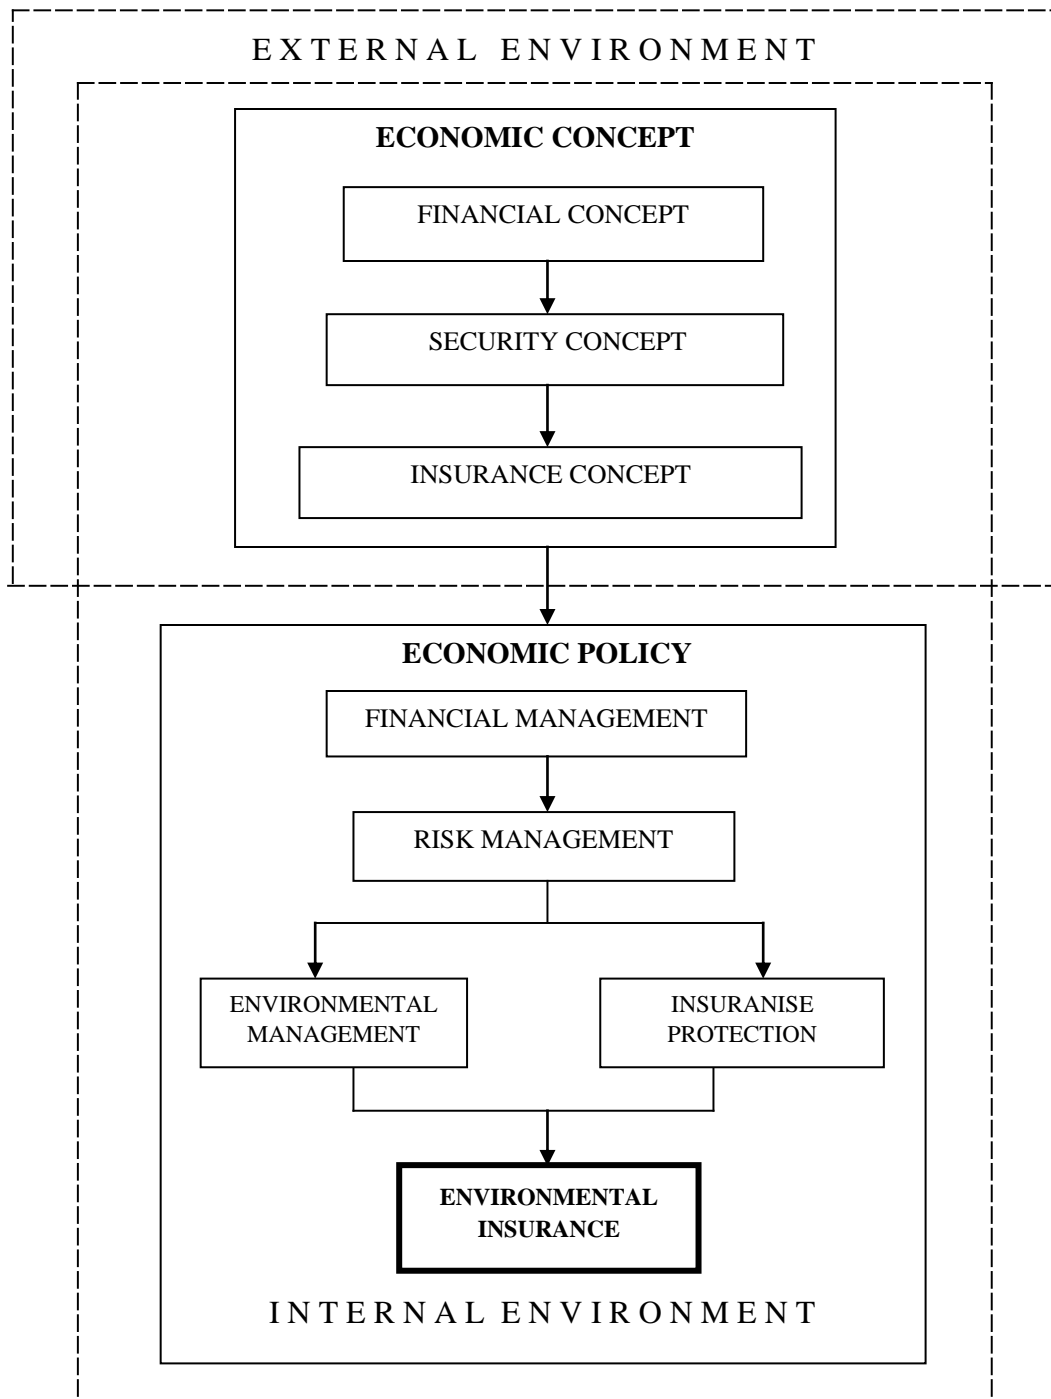 EXTERNAL ENVIRONMENT
ECONOMIC CONCEPT
FINANCIAL CONCEPT
SECURITY CONCEPT
INSURANCE CONCEPT
ECONOMIC POLICY
FINANCIAL MANAGEMENT
RISK MANAGEMENT
ENVIRONMENTAL
MANAGEMENT
INSURANISE
PROTECTION
ENVIRONMENTAL
INSURANCE
INTERNAL ENVIRONMENT